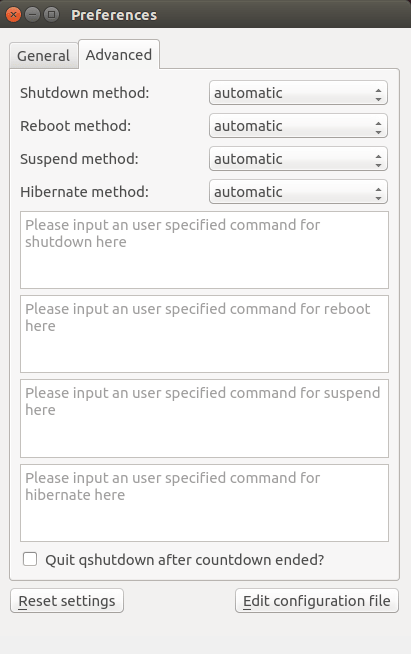 Preferences
General
Advanced
Shutdown method:
automatic
Reboot method:
automatic
Suspend method:
automatic
Hibernate method:
automatic
Please input an user specified command for
shutdown here
Please input an user specified command for reboot
here
Please input an user specified command for suspend
here
Please input an user specified command for
hibernate here
Quit qshutdown after countdown ended?
Reset settings
Edit configuration file